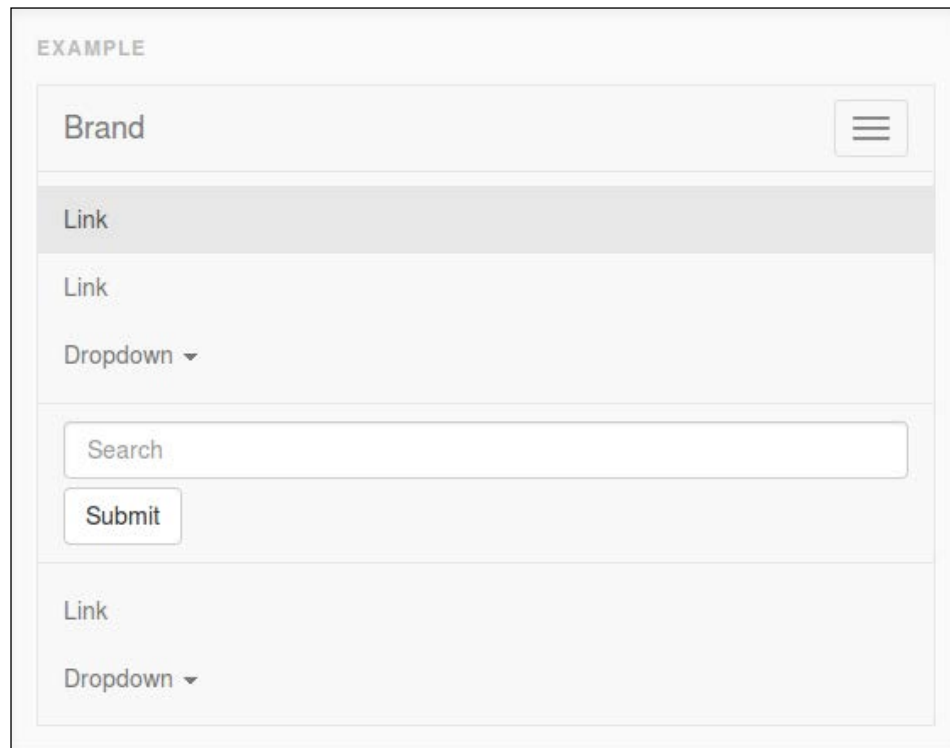 EXAMPLE
Brand
Link
Link
Dropdown
Search
Submit
Link
Dropdown